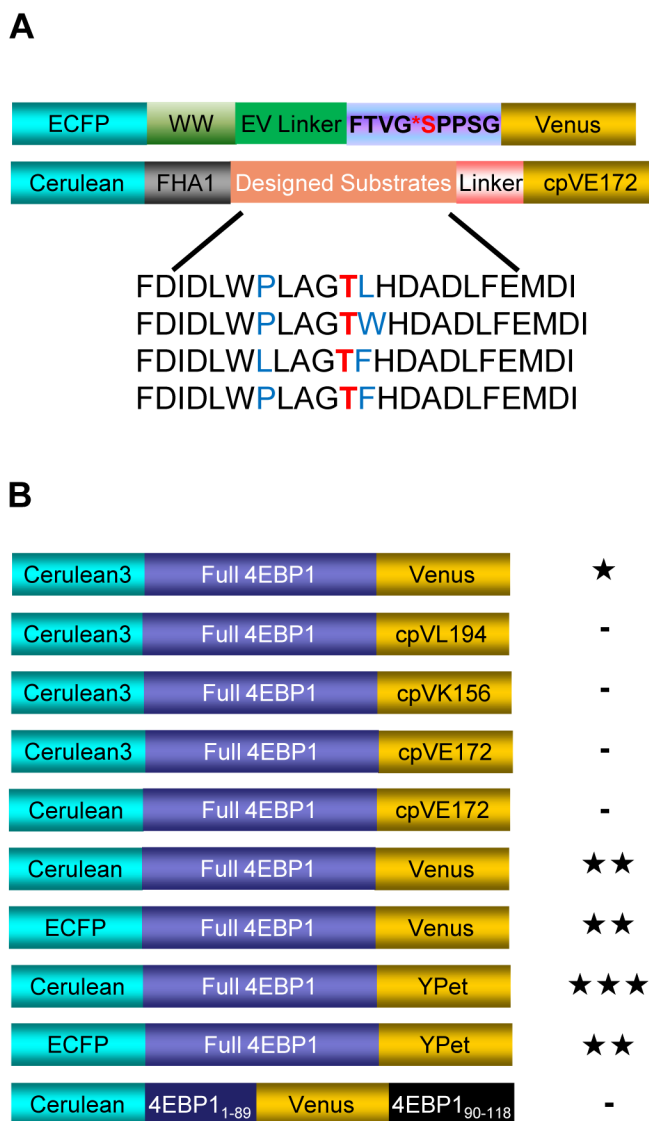 A
ECFP WW EV Linker FTVG*SPPSG Venus
Cerulean FHA1 Designed Substrates Linker cpVE172
FDIDLWPLAGTLHDADLFEMDI
FDIDLWPLAGTWHDADLFEMDI
FDIDLWLLAGTFHDADLFEMDI
FDIDLWPLAGTFHDADLFEMDI
B
Cerulean3 Full 4EBP1 Venus ★
Cerulean3 Full 4EBP1 cpVL194 -
Cerulean3 Full 4EBP1 cpVK156 -
Cerulean3 Full 4EBP1 cpVE172 -
Cerulean Full 4EBP1 cpVE172 -
Cerulean Full 4EBP1 Venus ★★
ECFP Full 4EBP1 Venus ★★
Cerulean Full 4EBP1 YPet ★★★
ECFP Full 4EBP1 YPet ★★
Cerulean 4EBP1₁₋₈₉ Venus 4EBP1₉₀₋₁₁₈ -